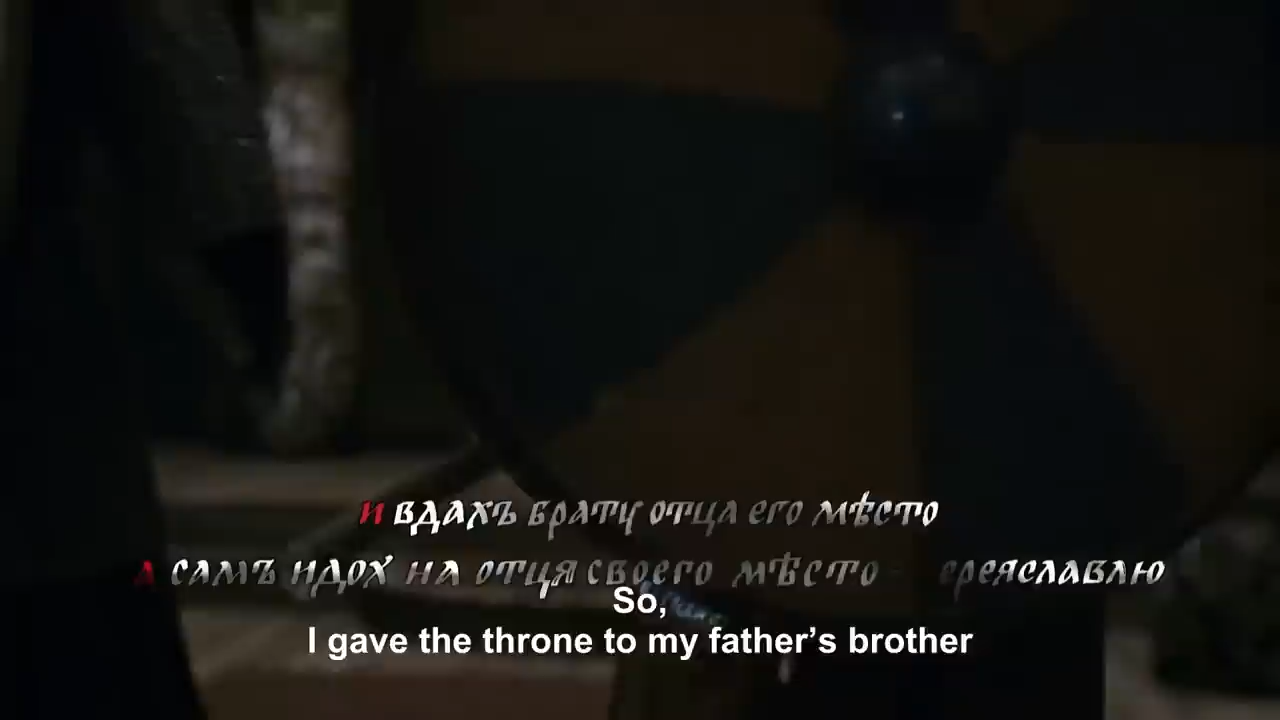 И ВДАХЪ БРАТУ ОТЦА ЕГО МѢСТО
А САМЪ ИДОХ НА ОТЦЯ СВОЕГО МѢСТО ЕРЕЯСЛАВЛЮ
So,
I gave the throne to my father’s brother